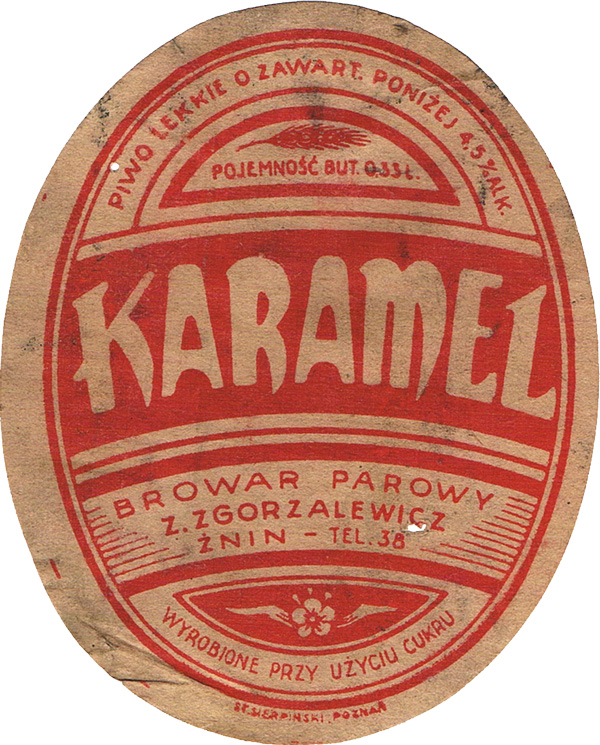 PIWO LEKKIE O ZAWART. PONIŻEJ 4,5% ALK.
POJEMNOŚĆ BUT. 0.33 Ł.
KARAMEL
BROWAR PAROWY
Z. ZGORZALEWICZ
ŻNIN - TEL. 38
WYROBIONE PRZY UŻYCIU CUKRU
ST. SIERPIŃSKI, POZNAŃ